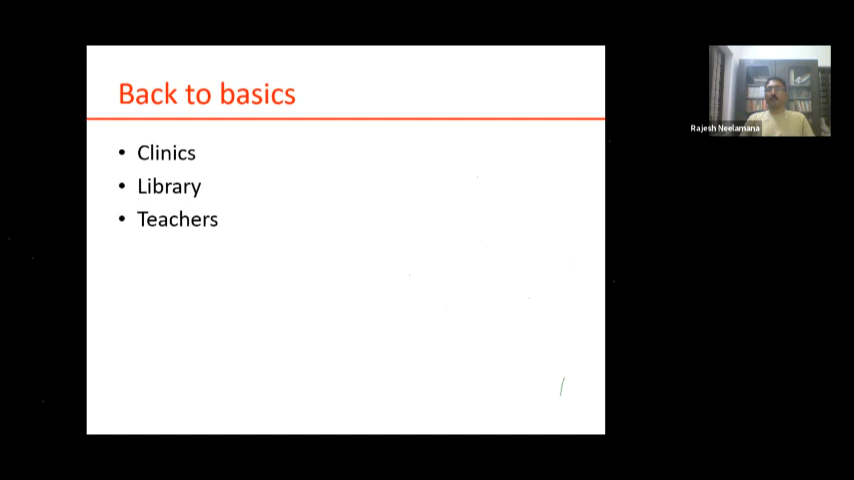 Back to basics
• Clinics
• Library
• Teachers
Rajesh Neelamana